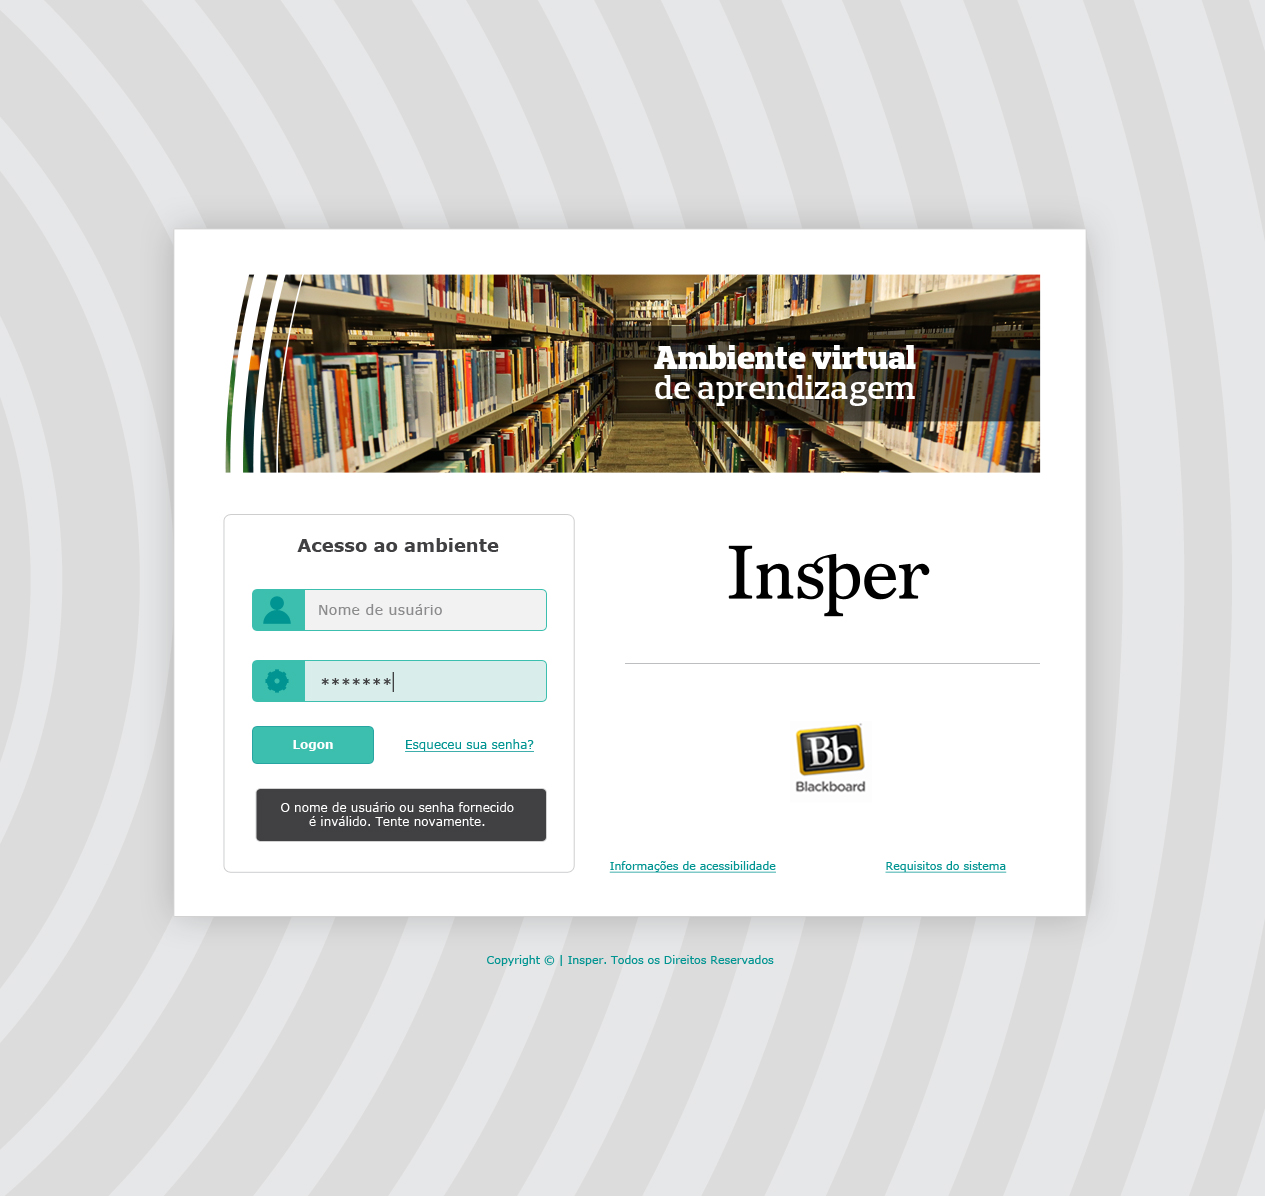 Ambiente virtual
de aprendizagem
Acesso ao ambiente
Nome de usuário
*******
Logon
Esqueceu sua senha?
O nome de usuário ou senha fornecido
é inválido. Tente novamente.
Insper
Bb
Blackboard
Informações de acessibilidade
Requisitos do sistema
Copyright © | Insper. Todos os Direitos Reservados